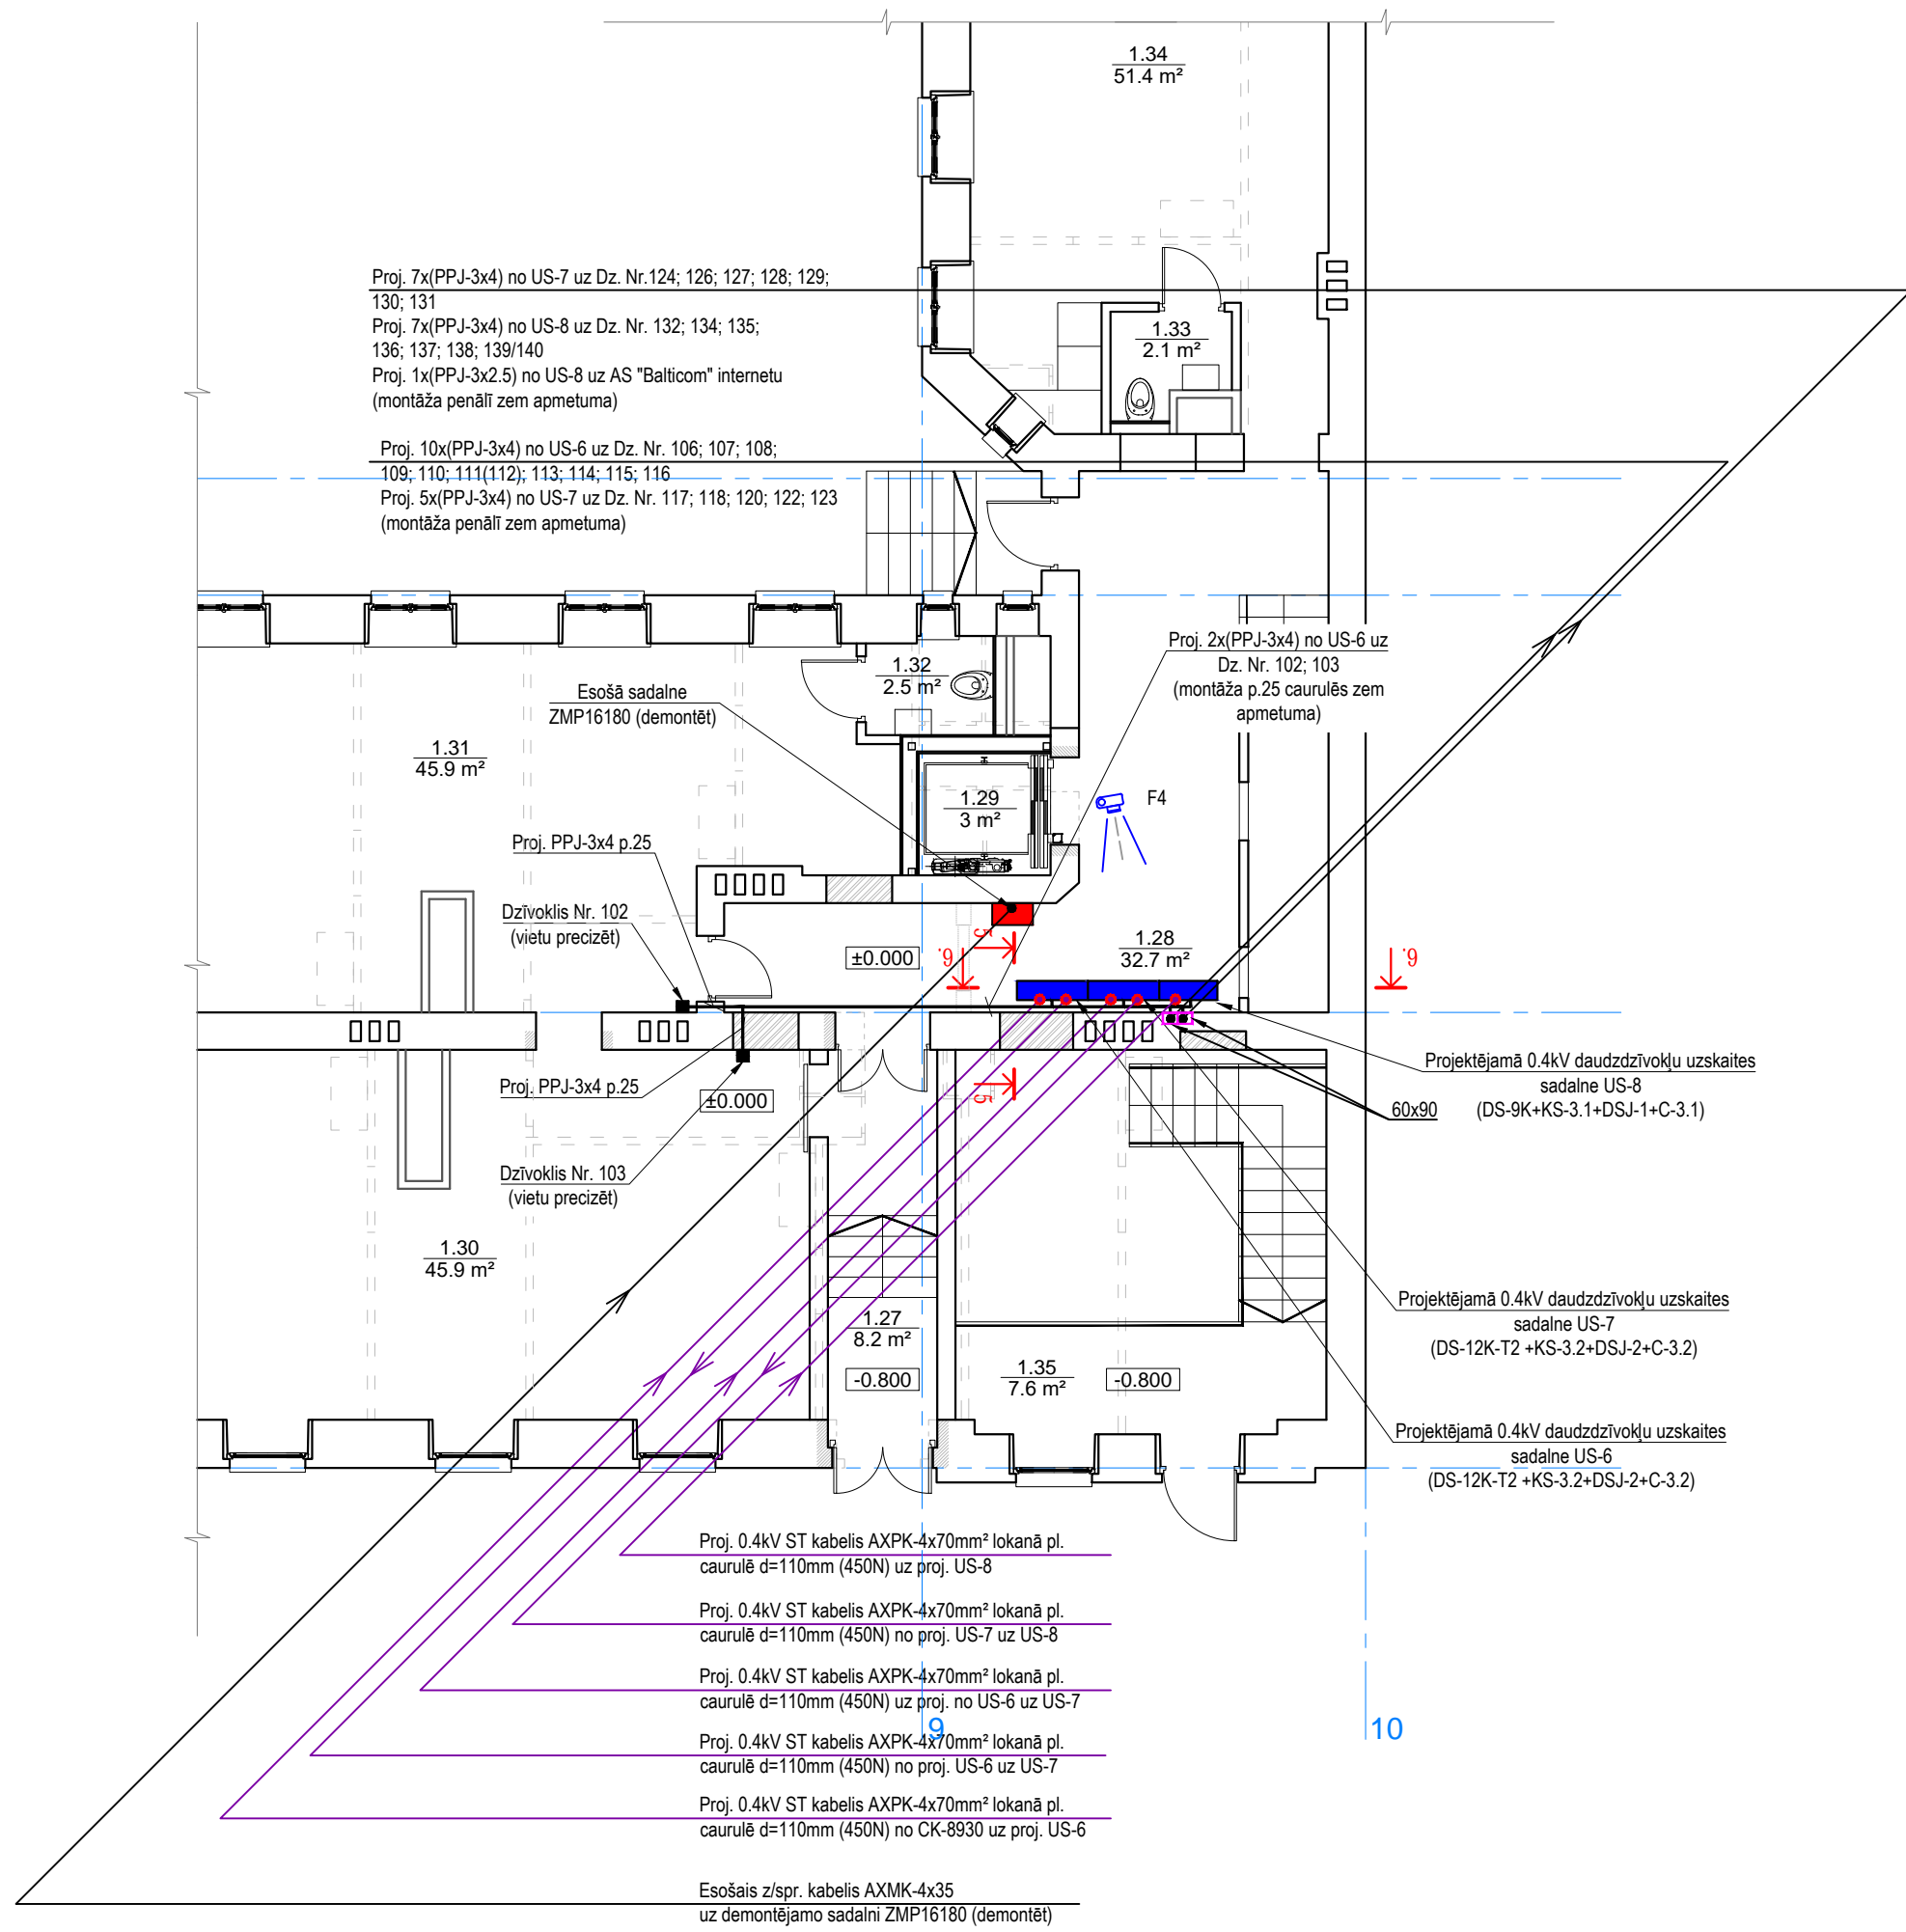 1.34
51.4 m²
Proj. 7x(PPJ-3x4) no US-7 uz Dz. Nr.124; 126; 127; 128; 129;
130; 131
Proj. 7x(PPJ-3x4) no US-8 uz Dz. Nr. 132; 134; 135;
136; 137; 138; 139/140
Proj. 1x(PPJ-3x2.5) no US-8 uz AS "Balticom" internetu
(montāža penālī zem apmetuma)
1.33
2.1 m²
Proj. 10x(PPJ-3x4) no US-6 uz Dz. Nr. 106; 107; 108;
109; 110; 111(112); 113; 114; 115; 116
Proj. 5x(PPJ-3x4) no US-7 uz Dz. Nr. 117; 118; 120; 122; 123
(montāža penālī zem apmetuma)
Proj. 2x(PPJ-3x4) no US-6 uz
Dz. Nr. 102; 103
(montāža p.25 caurulēs zem
apmetuma)
1.32
2.5 m²
Esošā sadalne
ZMP16180 (demontēt)
1.31
45.9 m²
1.29
3 m²
F4
Proj. PPJ-3x4 p.25
Dzīvoklis Nr. 102
(vietu precizēt)
±0.000
5
6.
1.28
32.7 m²
6.
Projektējamā 0.4kV daudzdzīvokļu uzskaites
sadalne US-8
(DS-9K+KS-3.1+DSJ-1+C-3.1)
60x90
Proj. PPJ-3x4 p.25
±0.000
5
Dzīvoklis Nr. 103
(vietu precizēt)
1.30
45.9 m²
Projektējamā 0.4kV daudzdzīvokļu uzskaites
sadalne US-7
(DS-12K-T2 +KS-3.2+DSJ-2+C-3.2)
1.27
8.2 m²
-0.800
1.35
7.6 m²
-0.800
Projektējamā 0.4kV daudzdzīvokļu uzskaites
sadalne US-6
(DS-12K-T2 +KS-3.2+DSJ-2+C-3.2)
Proj. 0.4kV ST kabelis AXPK-4x70mm² lokanā pl.
caurulē d=110mm (450N) uz proj. US-8
Proj. 0.4kV ST kabelis AXPK-4x70mm² lokanā pl.
caurulē d=110mm (450N) no proj. US-7 uz US-8
Proj. 0.4kV ST kabelis AXPK-4x70mm² lokanā pl.
caurulē d=110mm (450N) uz proj. no US-6 uz US-7
9
10
Proj. 0.4kV ST kabelis AXPK-4x70mm² lokanā pl.
caurulē d=110mm (450N) no proj. US-6 uz US-7
Proj. 0.4kV ST kabelis AXPK-4x70mm² lokanā pl.
caurulē d=110mm (450N) no CK-8930 uz proj. US-6
Esošais z/spr. kabelis AXMK-4x35
uz demontējamo sadalni ZMP16180 (demontēt)